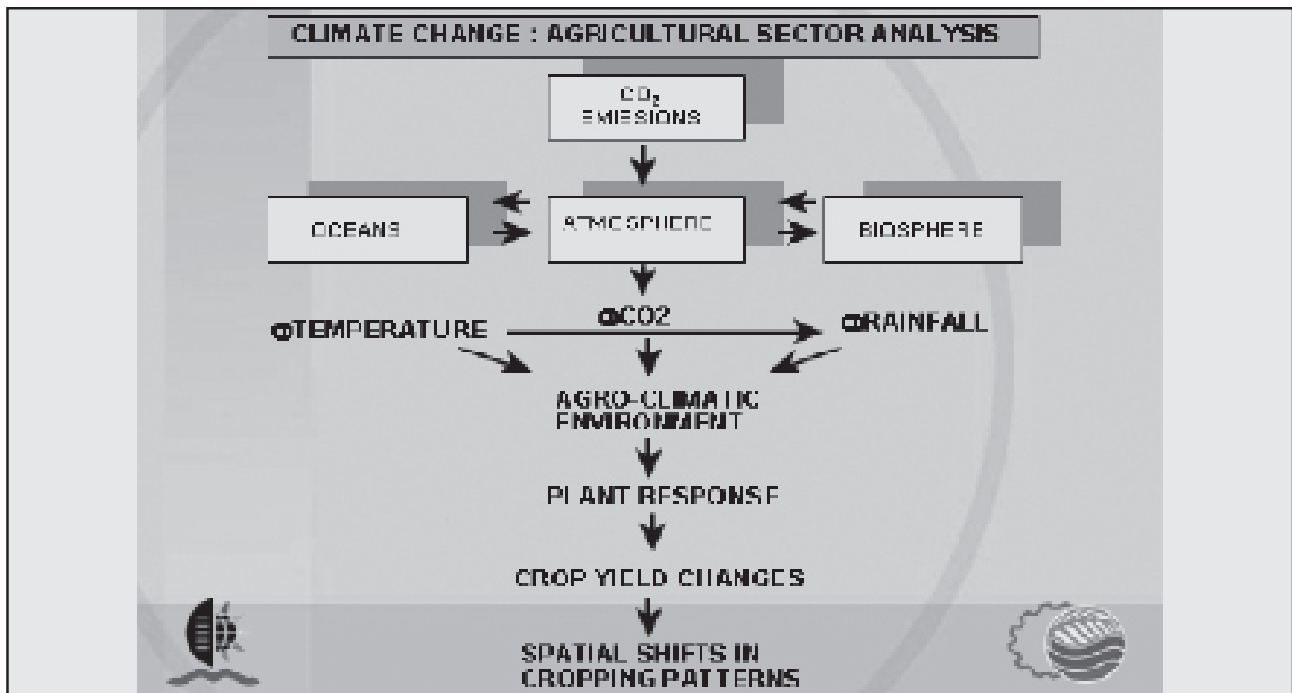 CLIMATE CHANGE : AGRICULTURAL SECTOR ANALYSIS
CO₂
EMIESIONS
OCEANS
ATMOSPHERE
BIOSPHERE
CO2
TEMPERATURE
RAINFALL
AGRO-CLIMATIC
ENVIRONMENT
PLANT RESPONSE
CROP YIELD CHANGES
SPATIAL SHIFTS IN
CROPPING PATTERNS